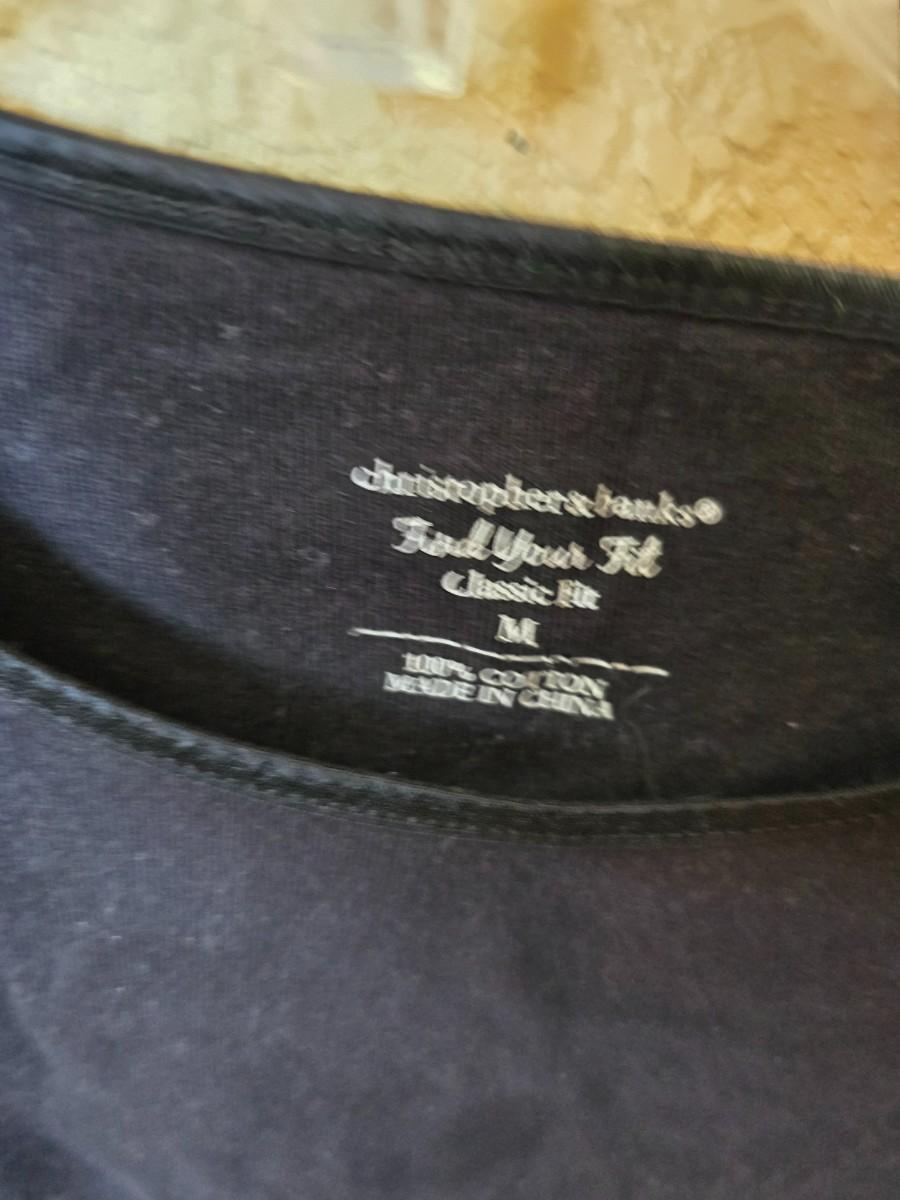 christopher&banks®
Find Your Fit
Classic Fit
M
100% COTTON
MADE IN CHINA